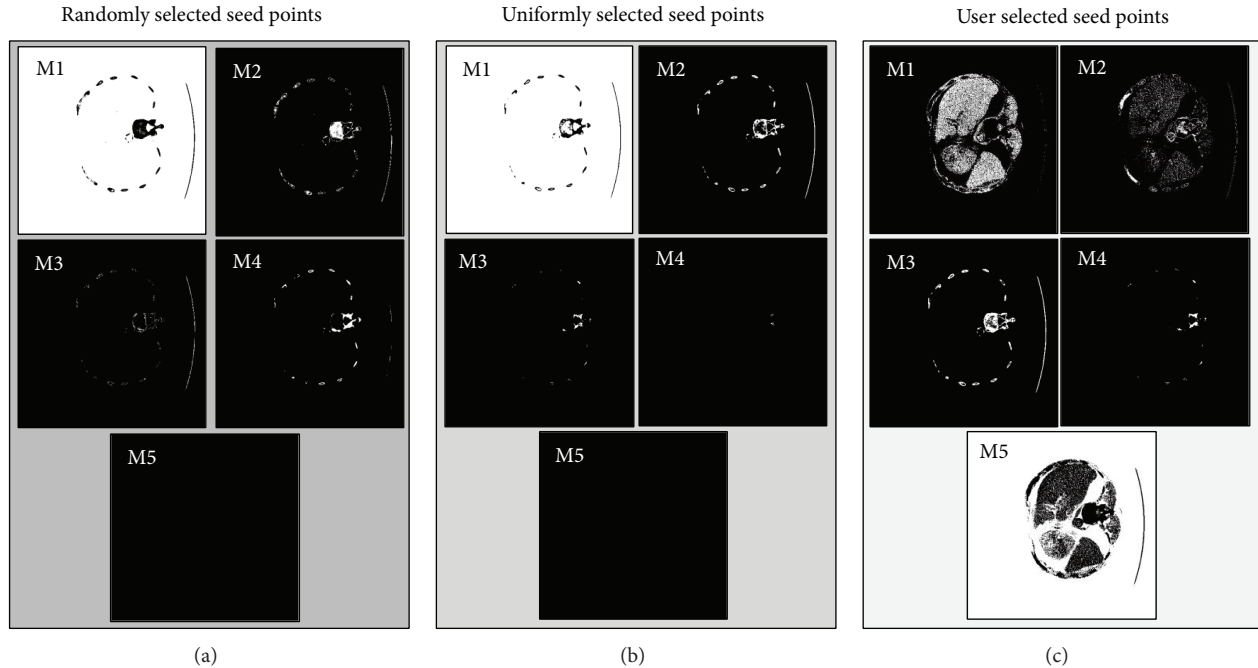 Randomly selected seed points
Uniformly selected seed points
User selected seed points
M1
M2
M3
M4
M5
M1
M2
M3
M4
M5
M1
M2
M3
M4
M5
(a)
(b)
(c)